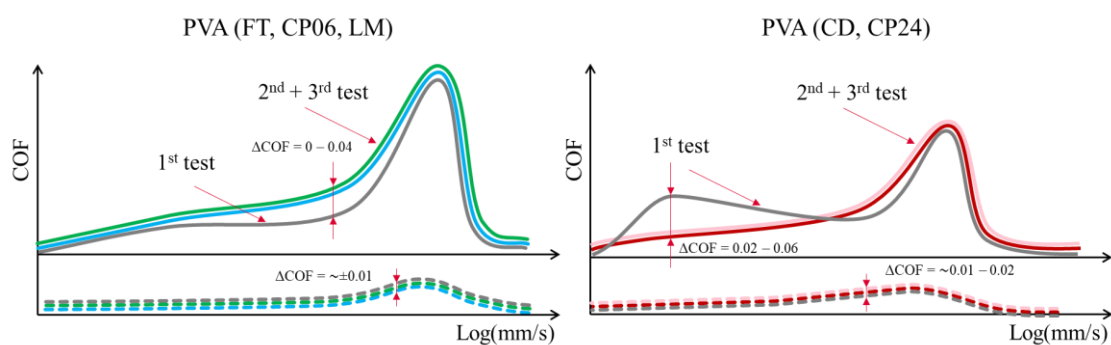 PVA (FT, CP06, LM)
COF
2nd + 3rd test
ΔCOF = 0 – 0.04
1st test
ΔCOF = ~±0.01
Log(mm/s)
PVA (CD, CP24)
COF
2nd + 3rd test
1st test
ΔCOF = 0.02 – 0.06
ΔCOF = ~0.01 – 0.02
Log(mm/s)